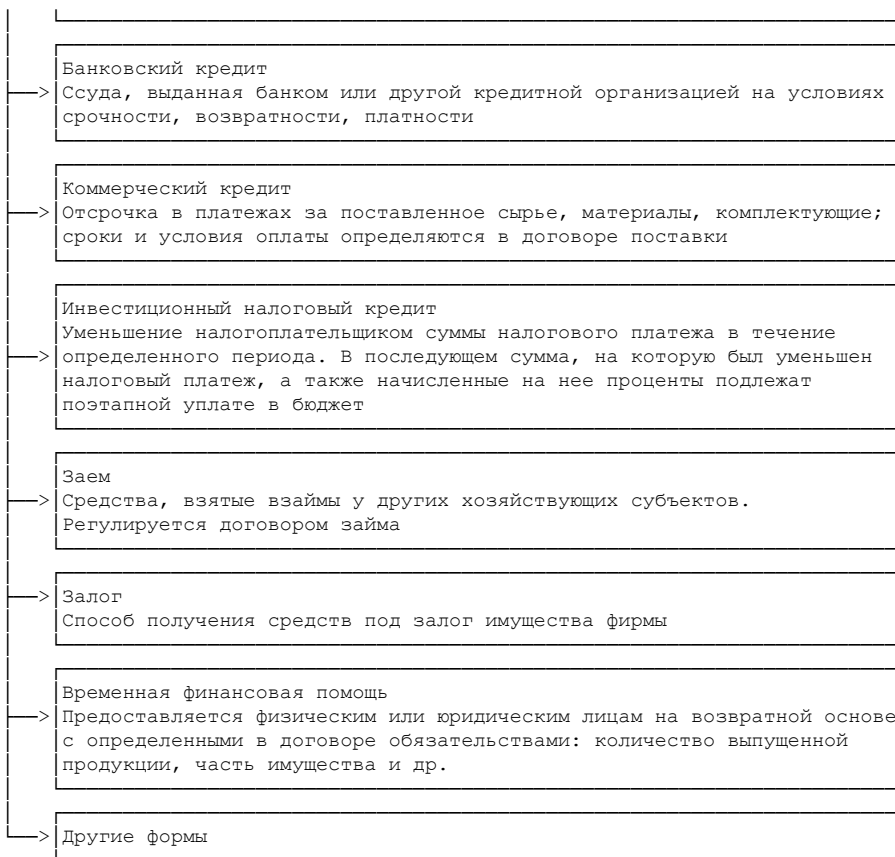 Банковский кредит
Ссуда, выданная банком или другой кредитной организацией на условиях
срочности, возвратности, платности
Коммерческий кредит
Отсрочка в платежах за поставленное сырье, материалы, комплектующие;
сроки и условия оплаты определяются в договоре поставки
Инвестиционный налоговый кредит
Уменьшение налогоплательщиком суммы налогового платежа в течение
определенного периода. В последующем сумма, на которую был уменьшен
налоговый платеж, а также начисленные на нее проценты подлежат
поэтапной уплате в бюджет
Заем
Средства, взятые взаймы у других хозяйствующих субъектов.
Регулируется договором займа
Залог
Способ получения средств под залог имущества фирмы
Временная финансовая помощь
Предоставляется физическим или юридическим лицам на возвратной основе
с определенными в договоре обязательствами: количество выпущенной
продукции, часть имущества и др.
Другие формы